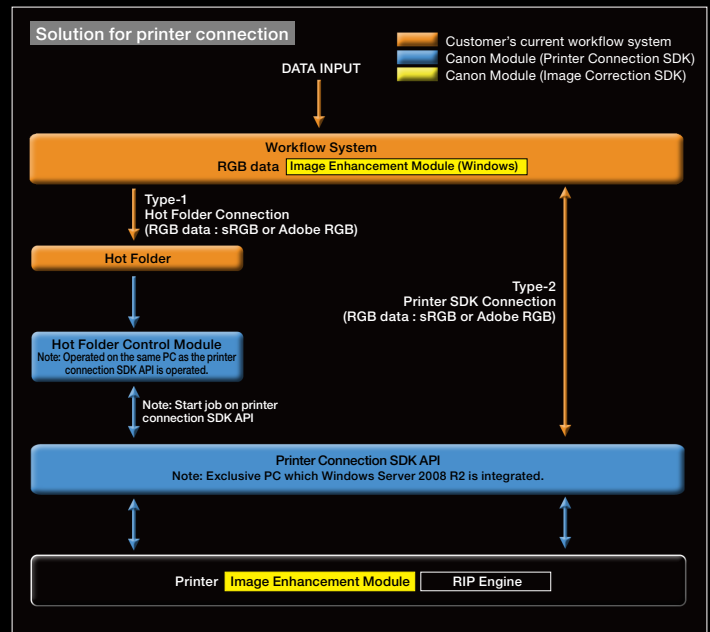 Solution for printer connection
Customer's current workflow system
Canon Module (Printer Connection SDK)
Canon Module (Image Correction SDK)
DATA INPUT
Workflow System
RGB data Image Enhancement Module (Windows)
Type-1
Hot Folder Connection
(RGB data : sRGB or Adobe RGB)
Hot Folder
Type-2
Printer SDK Connection
(RGB data : sRGB or Adobe RGB)
Hot Folder Control Module
Note: Operated on the same PC as the printer
connection SDK API is operated.
Note: Start job on printer
connection SDK API
Printer Connection SDK API
Note: Exclusive PC which Windows Server 2008 R2 is integrated.
Printer Image Enhancement Module RIP Engine